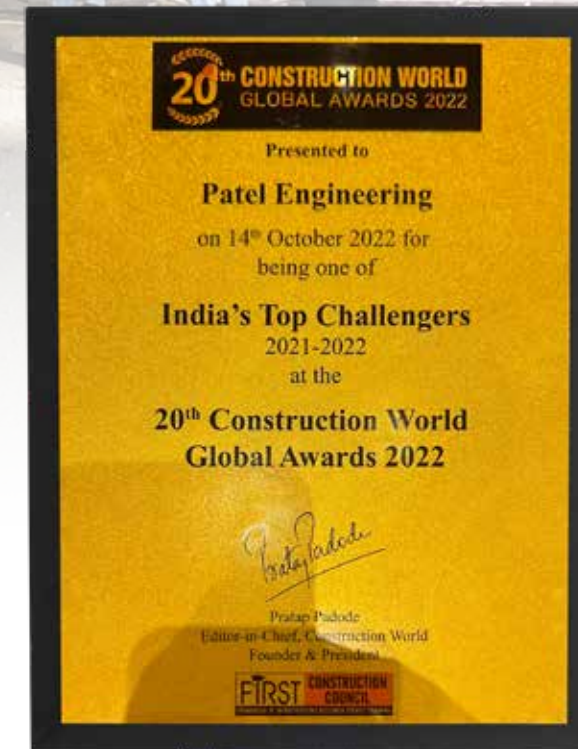 20th CONSTRUCTION WORLD
GLOBAL AWARDS 2022
Presented to
Patel Engineering
on 14th October 2022 for
being one of
India's Top Challengers
2021-2022
at the
20th Construction World
Global Awards 2022
Pratap Padode
Pratap Padode
Editor-in-Chief, Construction World
Founder & President
FIRST CONSTRUCTION
COUNCIL